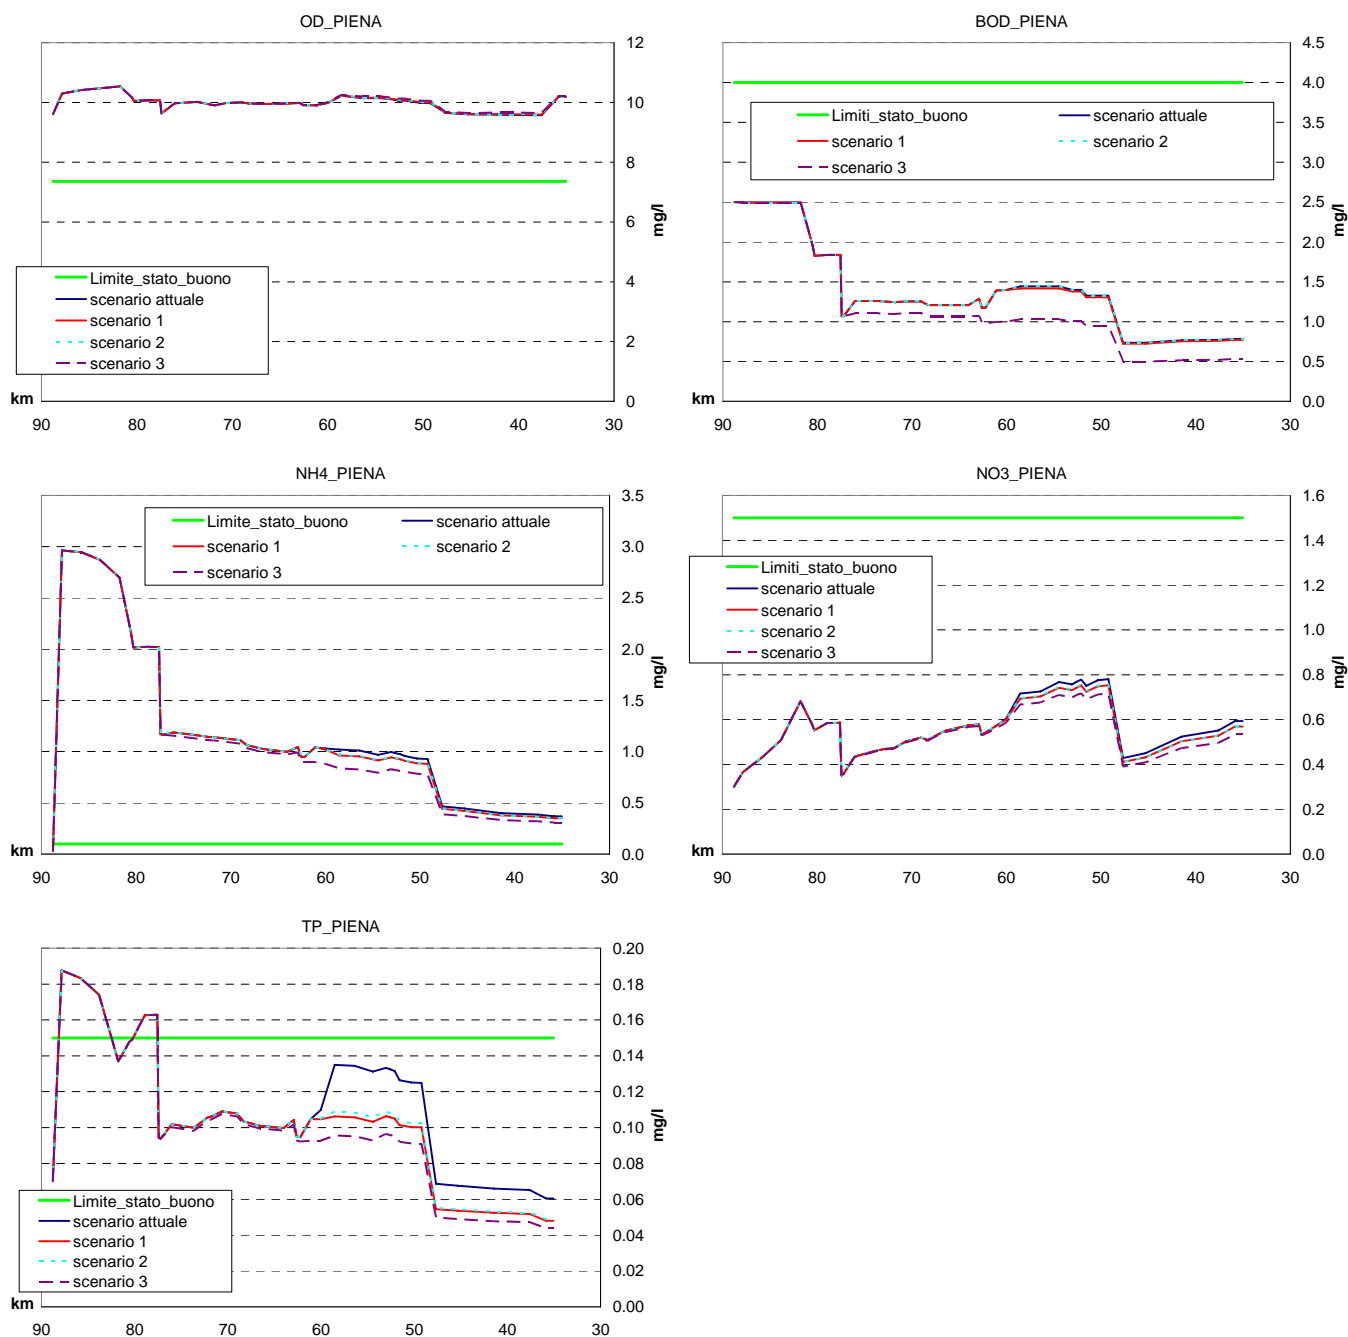 OD_PIENA
12
10
8
6
4
2
0
mg/l
Limite_stato_buono
scenario attuale
scenario 1
scenario 2
scenario 3
km
90 80 70 60 50 40 30
BOD_PIENA
4.5
4.0
3.5
3.0
2.5
2.0
1.5
1.0
0.5
0.0
mg/l
Limiti_stato_buono scenario attuale
scenario 1 scenario 2
scenario 3
km
90 80 70 60 50 40 30
NH4_PIENA
3.5
3.0
2.5
2.0
1.5
1.0
0.5
0.0
mg/l
Limite_stato_buono scenario attuale
scenario 1 scenario 2
scenario 3
km
90 80 70 60 50 40 30
NO3_PIENA
1.6
1.4
1.2
1.0
0.8
0.6
0.4
0.2
0.0
mg/l
Limiti_stato_buono
scenario attuale
scenario 1
scenario 2
scenario 3
km
90 80 70 60 50 40 30
TP_PIENA
0.20
0.18
0.16
0.14
0.12
0.10
0.08
0.06
0.04
0.02
0.00
mg/l
Limite_stato_buono
scenario attuale
scenario 1
scenario 2
scenario 3
km
90 80 70 60 50 40 30